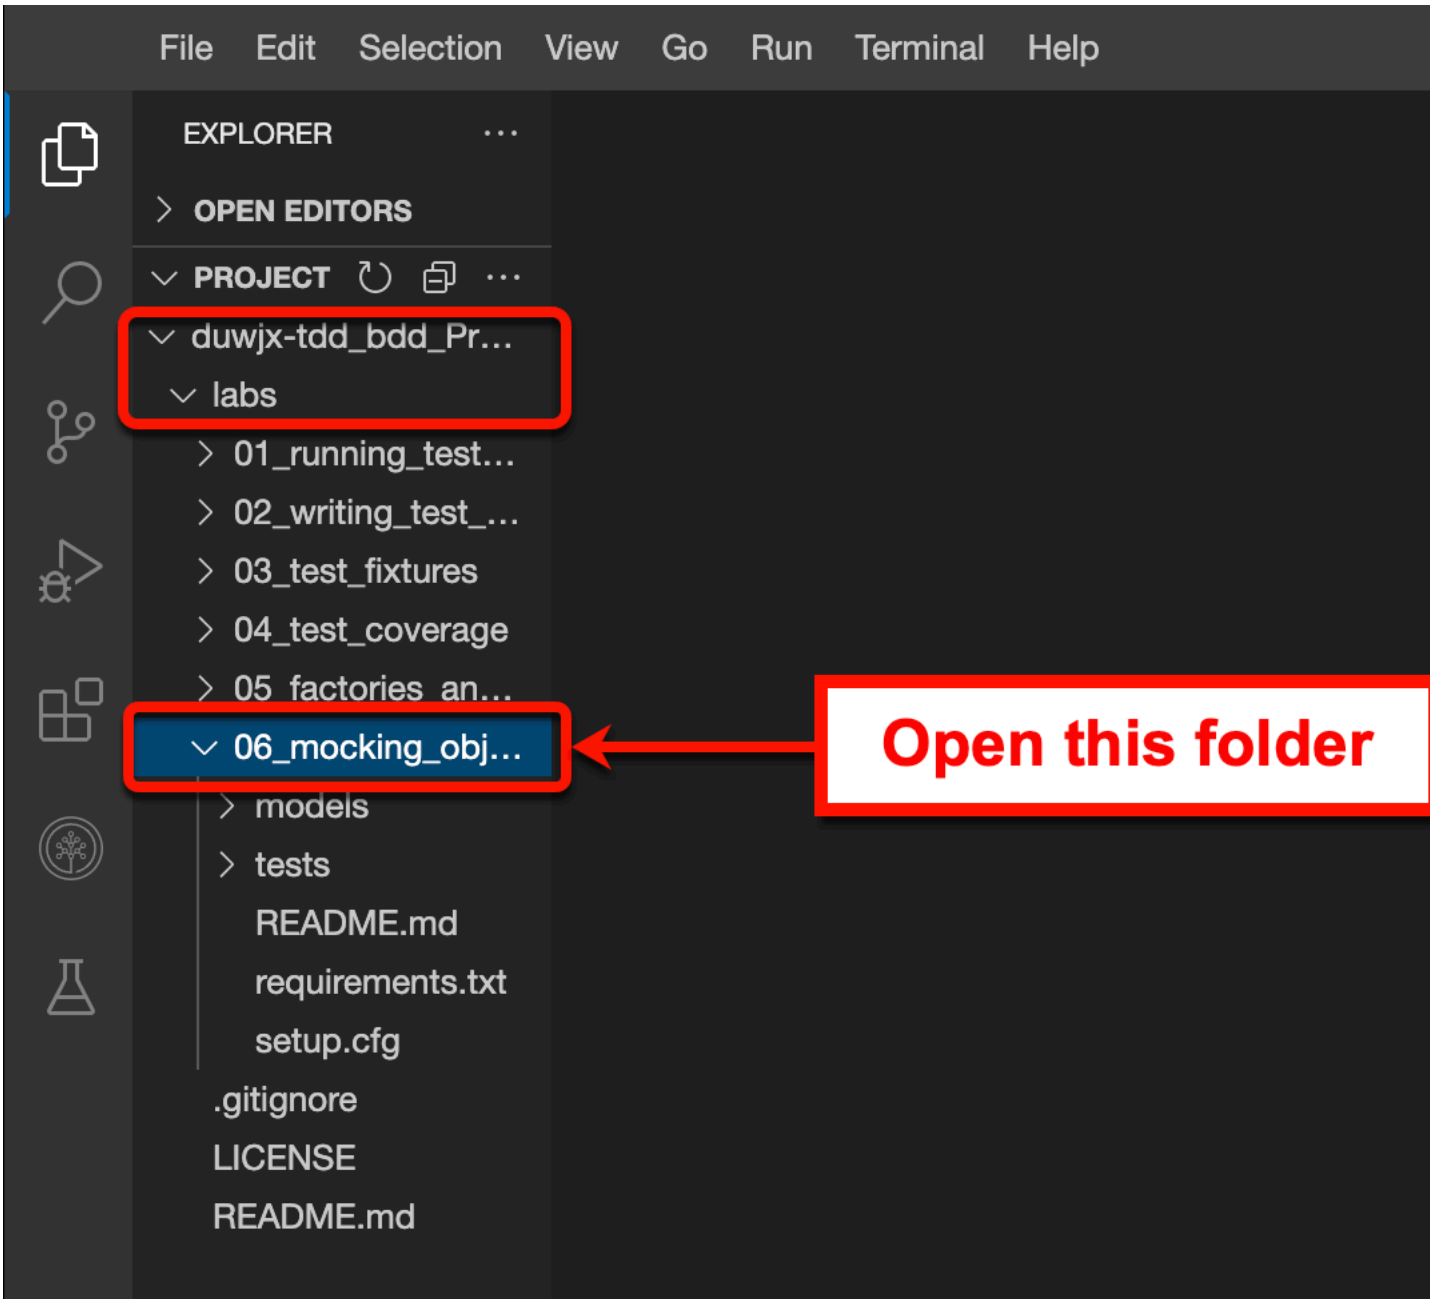 File Edit Selection View Go Run Terminal Help
EXPLORER ...
OPEN EDITORS
PROJECT ...
duwjx-tdd_bdd_Pr...
labs
01_running_test...
02_writing_test_...
03_test_fixtures
04_test_coverage
05_factories_an...
06_mocking_obj...
Open this folder
models
tests
README.md
requirements.txt
setup.cfg
.gitignore
LICENSE
README.md